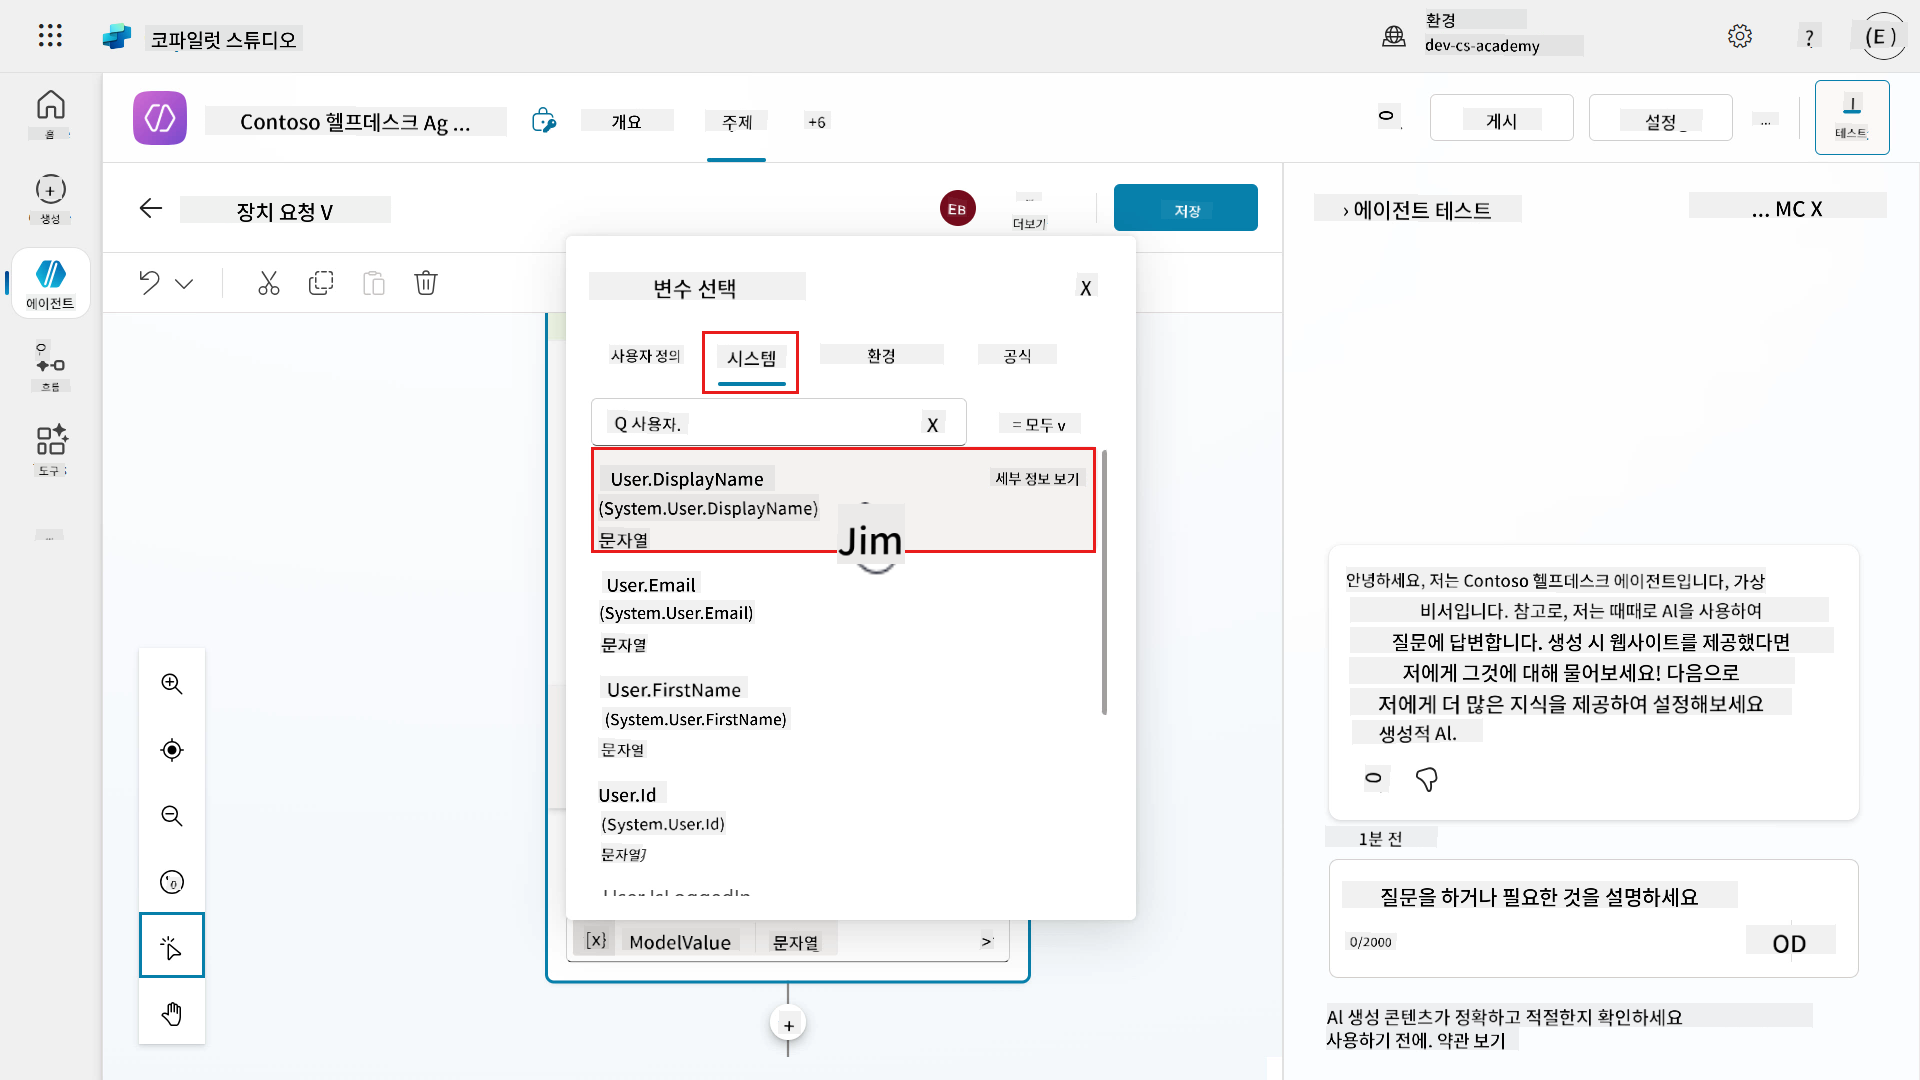 코파일럿 스튜디오
환경
dev-cs-academy
?
(E )
홈
Contoso 헬프데스크 Ag ...
개요
주제
+6
게시
설정
...
테스트
생성
장치 요청 V
EB
더보기
저장
› 에이전트 테스트
... MC X
에이전트
흐름
도구
변수 선택
X
사용자 정의
시스템
환경
공식
Q 사용자.
X
= 모두 v
User.DisplayName
세부 정보 보기
(System.User.DisplayName)
문자열
Jim
User.Email
(System.User.Email)
문자열
User.FirstName
(System.User.FirstName)
문자열
User.Id
(System.User.Id)
문자열]
User.IsLoggedIn
[x]
ModelValue
문자열
>
+
안녕하세요, 저는 Contoso 헬프데스크 에이전트입니다, 가상
비서입니다. 참고로, 저는 때때로 Al을 사용하여
질문에 답변합니다. 생성 시 웹사이트를 제공했다면
저에게 그것에 대해 물어보세요! 다음으로
저에게 더 많은 지식을 제공하여 설정해보세요
생성적 Al.
1분 전
질문을 하거나 필요한 것을 설명하세요
0/2000
OD
Al 생성 콘텐츠가 정확하고 적절한지 확인하세요
사용하기 전에. 약관 보기